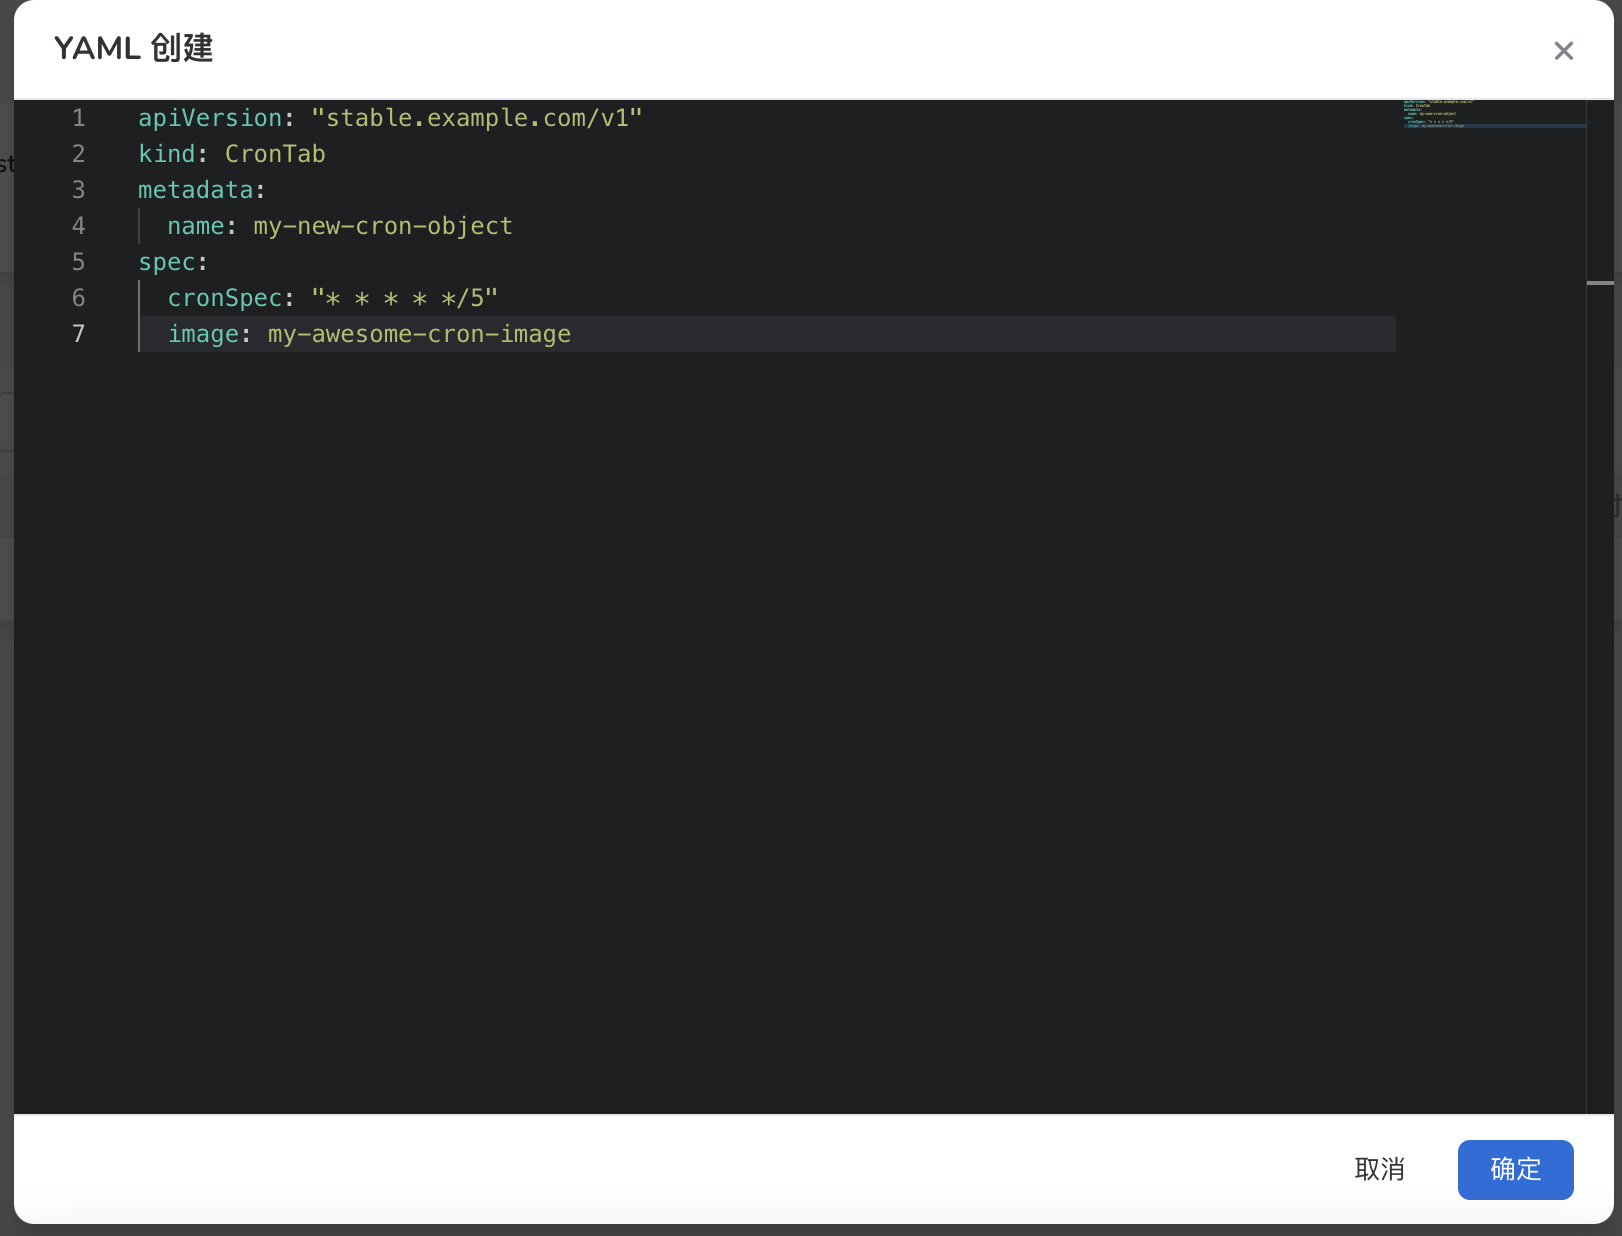 YAML 创建
1 apiVersion: "stable.example.com/v1"
2 kind: CronTab
3 metadata:
4   name: my-new-cron-object
5 spec:
6   cronSpec: "* * * * */5"
7   image: my-awesome-cron-image
st
取消
确定